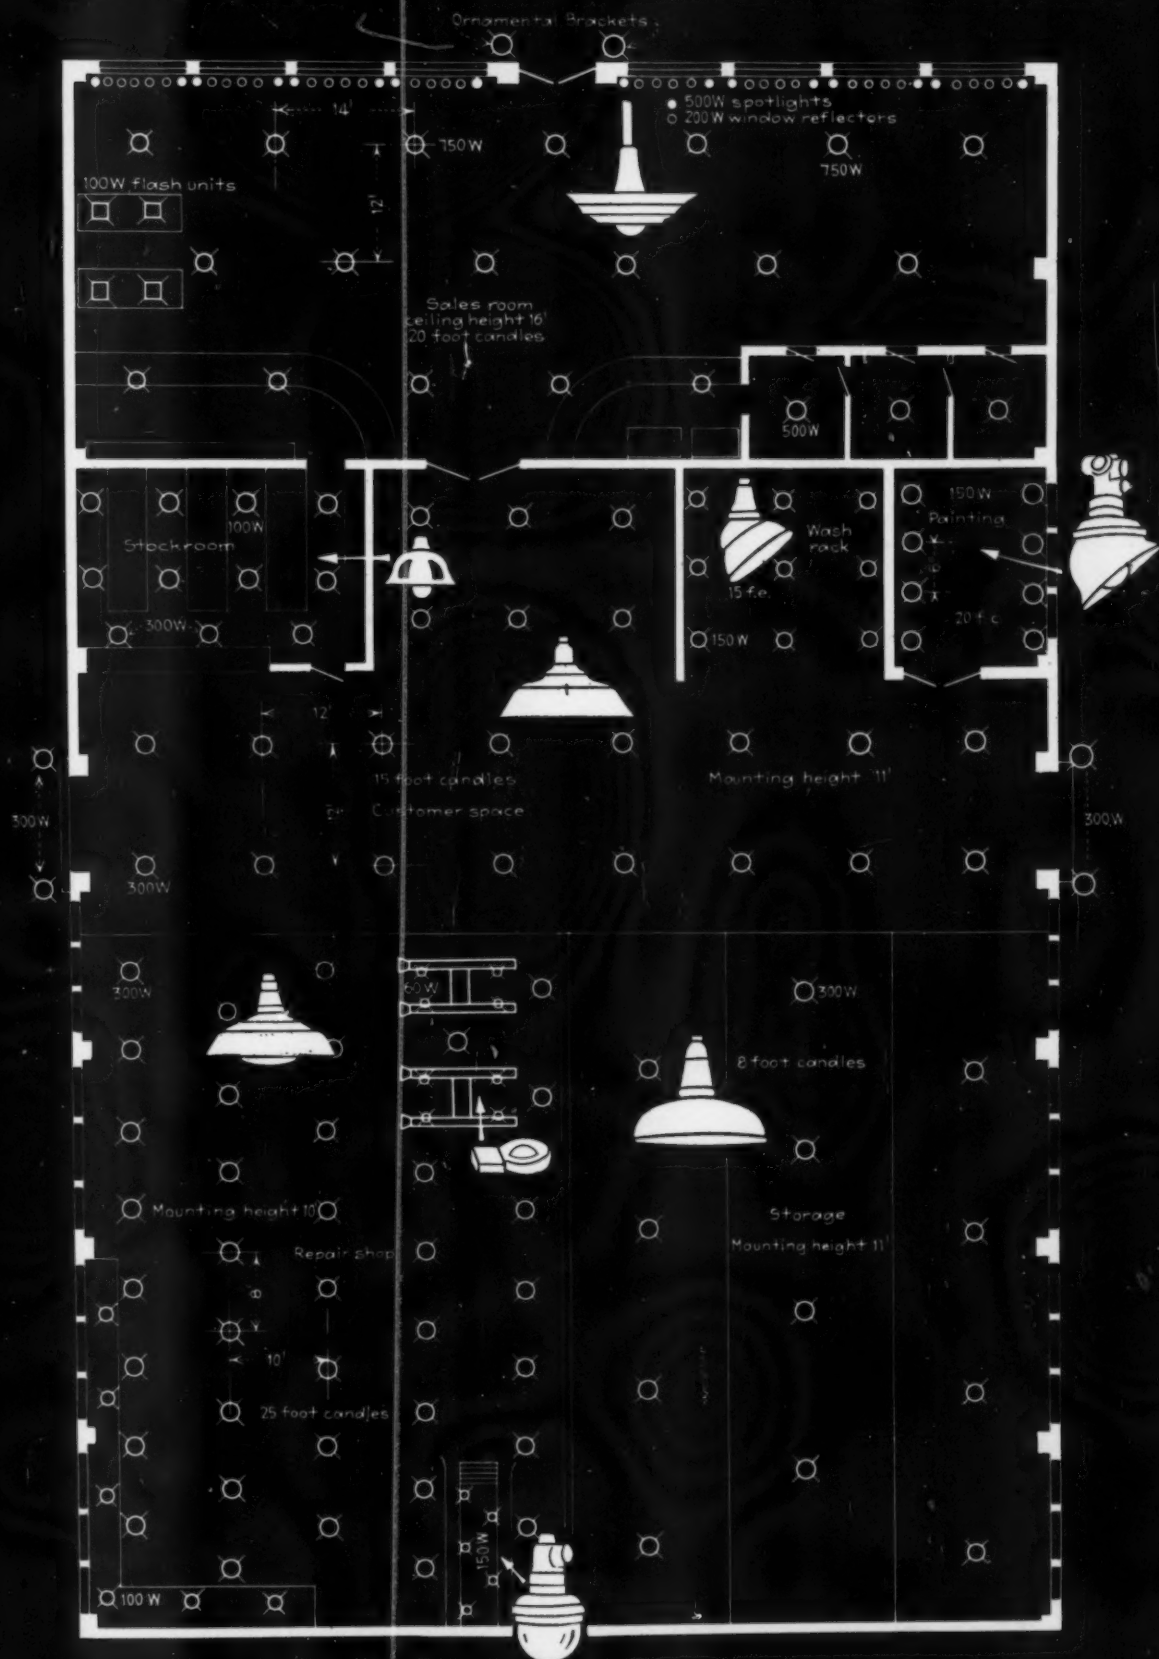 Ornamental Brackets
500W spotlights
200W window reflectors
14'
750W
750W
100W flash units
12'
Sales room
ceiling height 16'
20 foot candles
500W
150W
Painting
100W
Wash
rack
Stockroom
15 f.c.
20 f.c.
300W
150W
12'
15 foot candles
Mounting height 11'
Customer space
300W
300W
300W
300W
60W
300W
8 foot candles
Mounting height 10'
Storage
Mounting height 11'
Repair shop
8'
10'
25 foot candles
150W
100 W